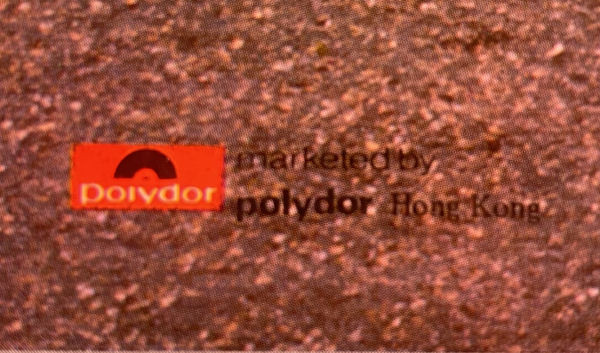 polydor
marketed by
polydor Hong Kong